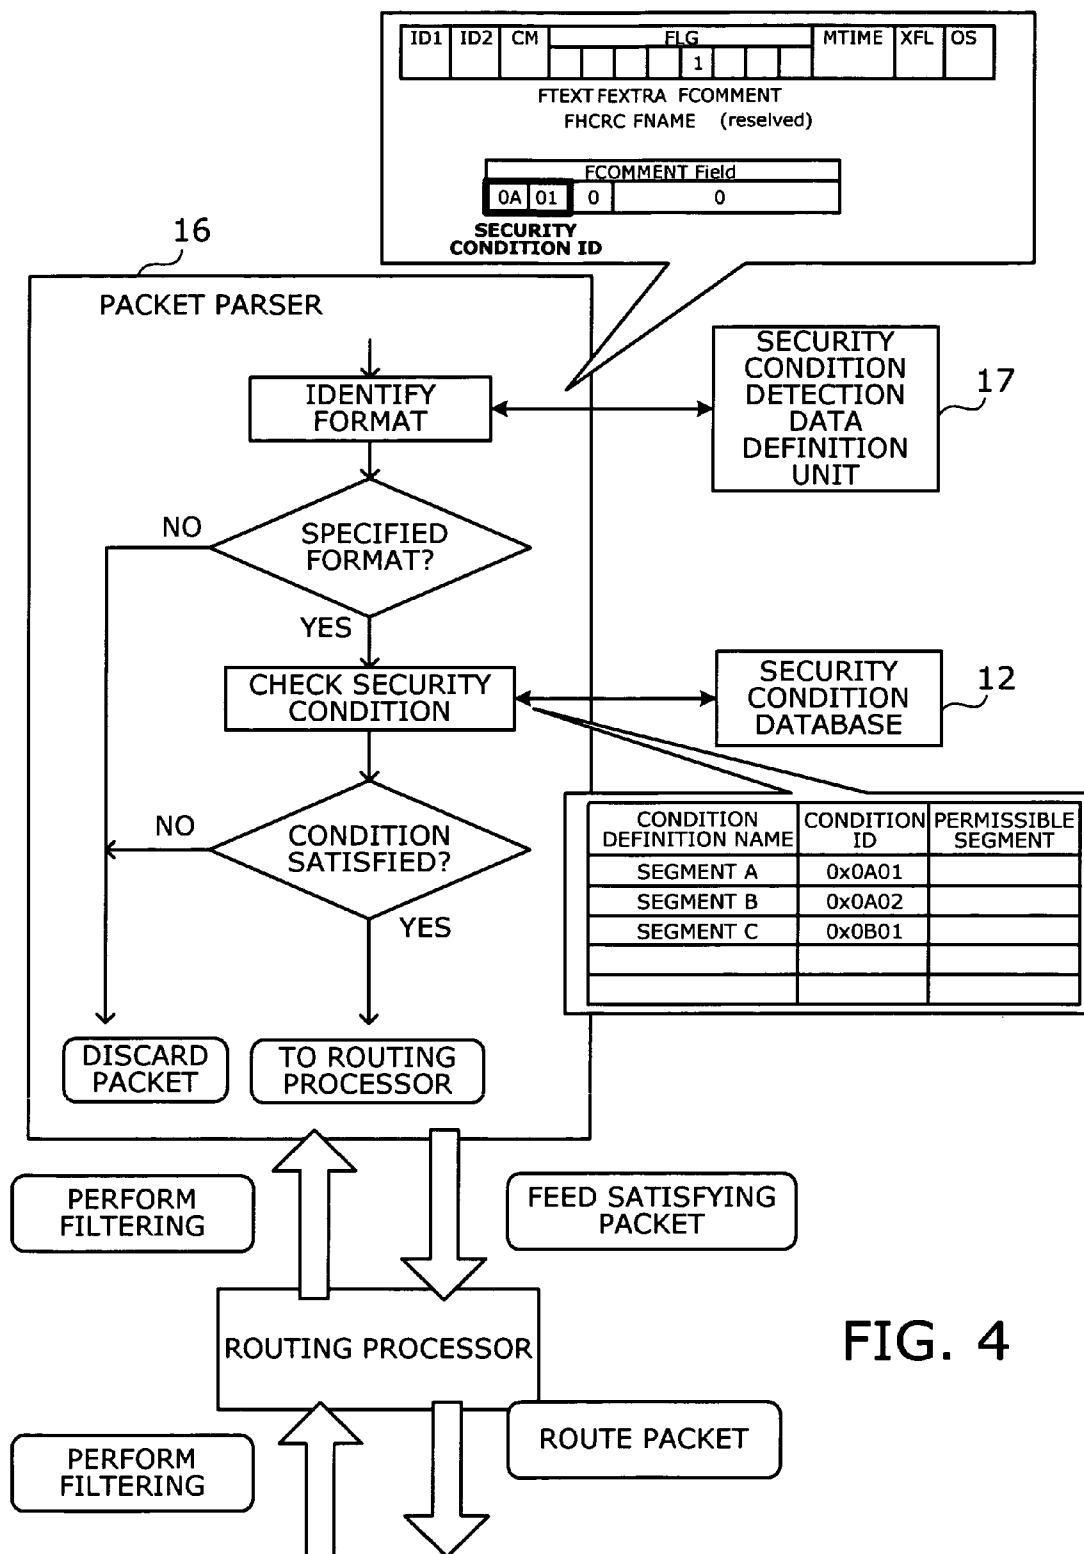 ID1 ID2 CM FLG MTIME XFL OS
1
FTEXT FEXTRA FCOMMENT
FHCRC FNAME (reselved)
FCOMMENT Field
0A 01 0 0
SECURITY
CONDITION ID
16
PACKET PARSER
IDENTIFY
FORMAT
SECURITY
CONDITION
DETECTION
DATA
DEFINITION
UNIT
17
NO
SPECIFIED
FORMAT?
YES
CHECK SECURITY
CONDITION
SECURITY
CONDITION
DATABASE
12
NO
CONDITION
SATISFIED?
YES
CONDITION CONDITION PERMISSIBLE
DEFINITION NAME ID SEGMENT
SEGMENT A 0x0A01
SEGMENT B 0x0A02
SEGMENT C 0x0B01
DISCARD
PACKET
TO ROUTING
PROCESSOR
PERFORM
FILTERING
FEED SATISFYING
PACKET
ROUTING PROCESSOR
FIG. 4
PERFORM
FILTERING
ROUTE PACKET